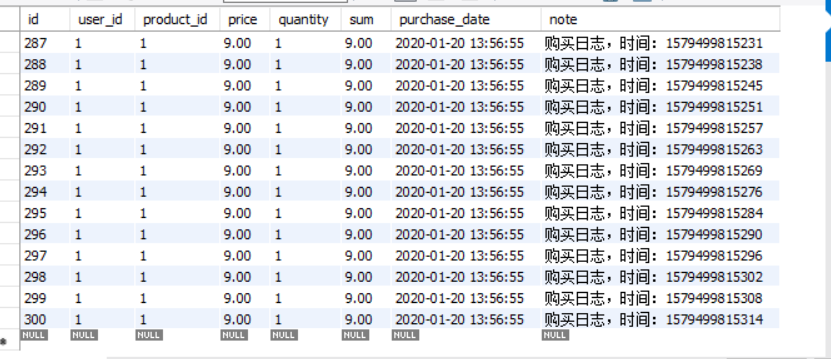 id user_id product_id price quantity sum purchase_date note
287 1 1 9.00 1 9.00 2020-01-20 13:56:55 购买日志，时间：1579499815231
288 1 1 9.00 1 9.00 2020-01-20 13:56:55 购买日志，时间：1579499815238
289 1 1 9.00 1 9.00 2020-01-20 13:56:55 购买日志，时间：1579499815245
290 1 1 9.00 1 9.00 2020-01-20 13:56:55 购买日志，时间：1579499815251
291 1 1 9.00 1 9.00 2020-01-20 13:56:55 购买日志，时间：1579499815257
292 1 1 9.00 1 9.00 2020-01-20 13:56:55 购买日志，时间：1579499815263
293 1 1 9.00 1 9.00 2020-01-20 13:56:55 购买日志，时间：1579499815269
294 1 1 9.00 1 9.00 2020-01-20 13:56:55 购买日志，时间：1579499815276
295 1 1 9.00 1 9.00 2020-01-20 13:56:55 购买日志，时间：1579499815284
296 1 1 9.00 1 9.00 2020-01-20 13:56:55 购买日志，时间：1579499815290
297 1 1 9.00 1 9.00 2020-01-20 13:56:55 购买日志，时间：1579499815296
298 1 1 9.00 1 9.00 2020-01-20 13:56:55 购买日志，时间：1579499815302
299 1 1 9.00 1 9.00 2020-01-20 13:56:55 购买日志，时间：1579499815308
300 1 1 9.00 1 9.00 2020-01-20 13:56:55 购买日志，时间：1579499815314
* NULL NULL NULL NULL NULL NULL NULL NULL